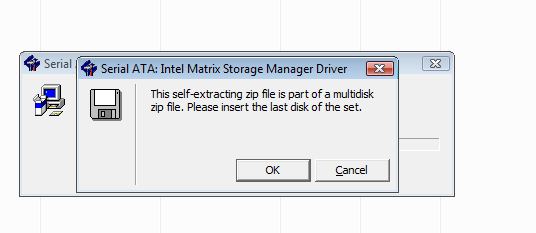 Serial A
Serial ATA: Intel Matrix Storage Manager Driver
This self-extracting zip file is part of a multidisk
zip file. Please insert the last disk of the set.
OK
Cancel